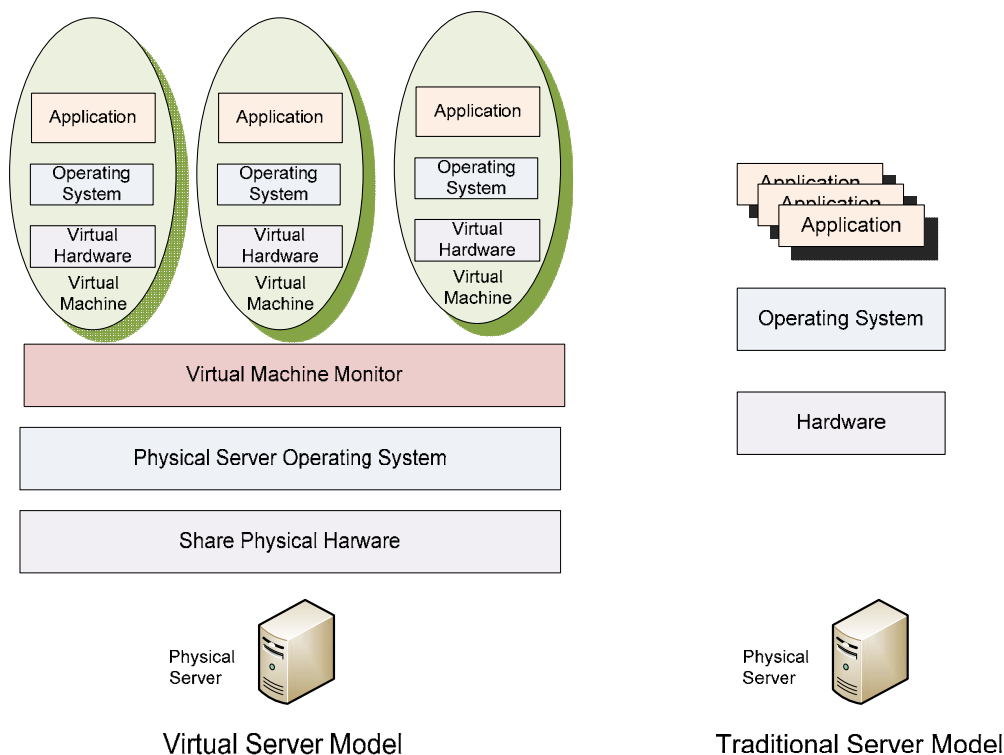 Application
Operating
System
Virtual
Hardware
Virtual
Machine
Application
Operating
System
Virtual
Hardware
Virtual
Machine
Application
Operating
System
Virtual
Hardware
Virtual
Machine
Virtual Machine Monitor
Physical Server Operating System
Share Physical Harware
Physical
Server
Virtual Server Model
Application
Application
Application
Operating System
Hardware
Physical
Server
Traditional Server Model